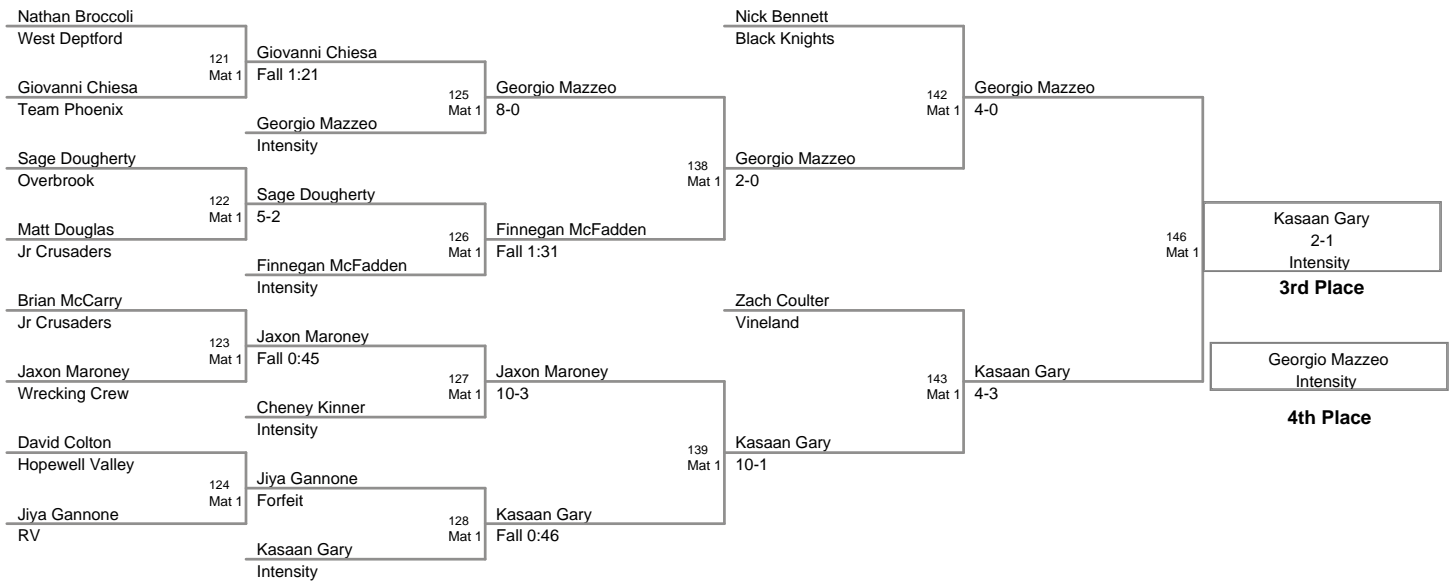 Nathan Broccoli
West Deptford
121
Mat 1
Giovanni Chiesa
Fall 1:21
Giovanni Chiesa
Team Phoenix
125
Mat 1
Georgio Mazzeo
8-0
Georgio Mazzeo
Intensity
Sage Dougherty
Overbrook
122
Mat 1
Sage Dougherty
5-2
Matt Douglas
Jr Crusaders
126
Mat 1
Finnegan McFadden
Fall 1:31
Finnegan McFadden
Intensity
138
Mat 1
Georgio Mazzeo
2-0
Nick Bennett
Black Knights
142
Mat 1
Georgio Mazzeo
4-0
Brian McCarry
Jr Crusaders
123
Mat 1
Jaxon Maroney
Fall 0:45
Jaxon Maroney
Wrecking Crew
127
Mat 1
Jaxon Maroney
10-3
Cheney Kinner
Intensity
David Colton
Hopewell Valley
124
Mat 1
Jiya Gannone
Forfeit
Jiya Gannone
RV
128
Mat 1
Kasaan Gary
Fall 0:46
Kasaan Gary
Intensity
139
Mat 1
Kasaan Gary
10-1
Zach Coulter
Vineland
143
Mat 1
Kasaan Gary
4-3
146
Mat 1
Kasaan Gary
2-1
Intensity
3rd Place
Georgio Mazzeo
Intensity
4th Place